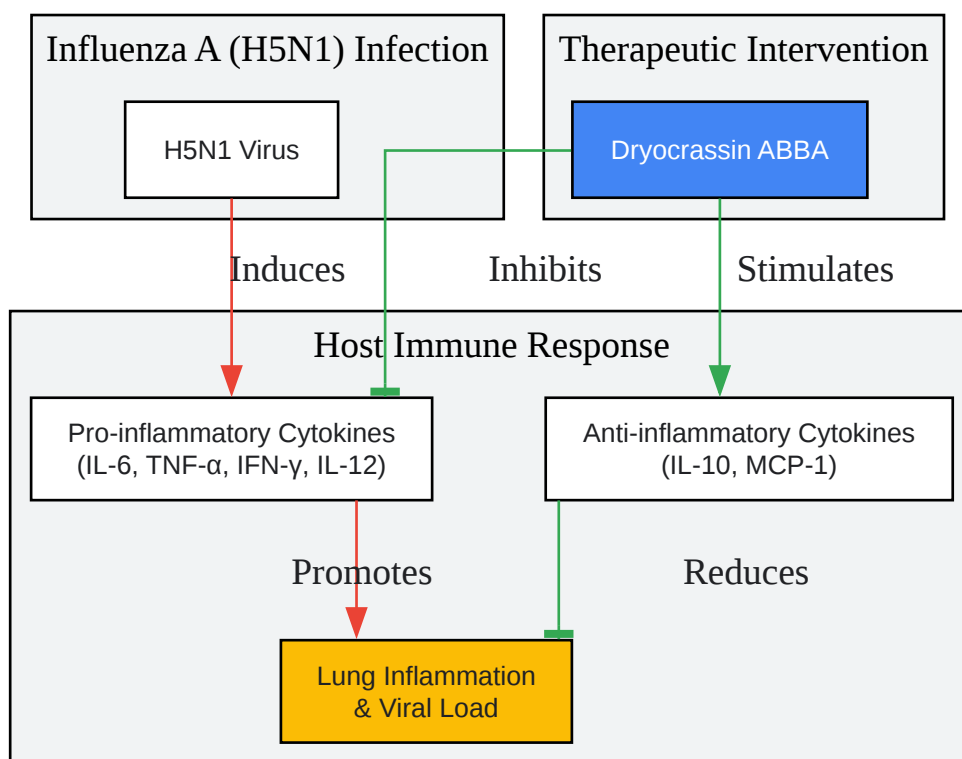 Influenza A (H5N1) Infection
Therapeutic Intervention
H5N1 Virus
Dryocrassin ABBA
Induces
Inhibits
Stimulates
Host Immune Response
Pro-inflammatory Cytokines
(IL-6, TNF-α, IFN-γ, IL-12)
Anti-inflammatory Cytokines
(IL-10, MCP-1)
Promotes
Reduces
Lung Inflammation
& Viral Load